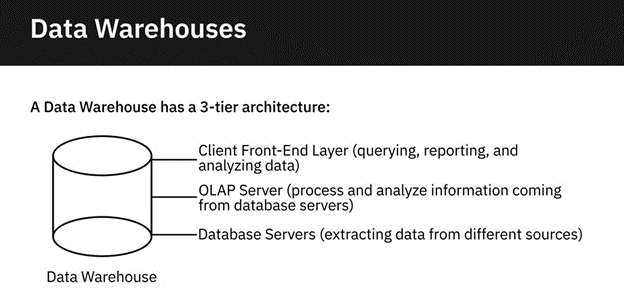 Data Warehouses
A Data Warehouse has a 3-tier architecture:
Client Front-End Layer (querying, reporting, and
analyzing data)
OLAP Server (process and analyze information coming
from database servers)
Database Servers (extracting data from different sources)
Data Warehouse